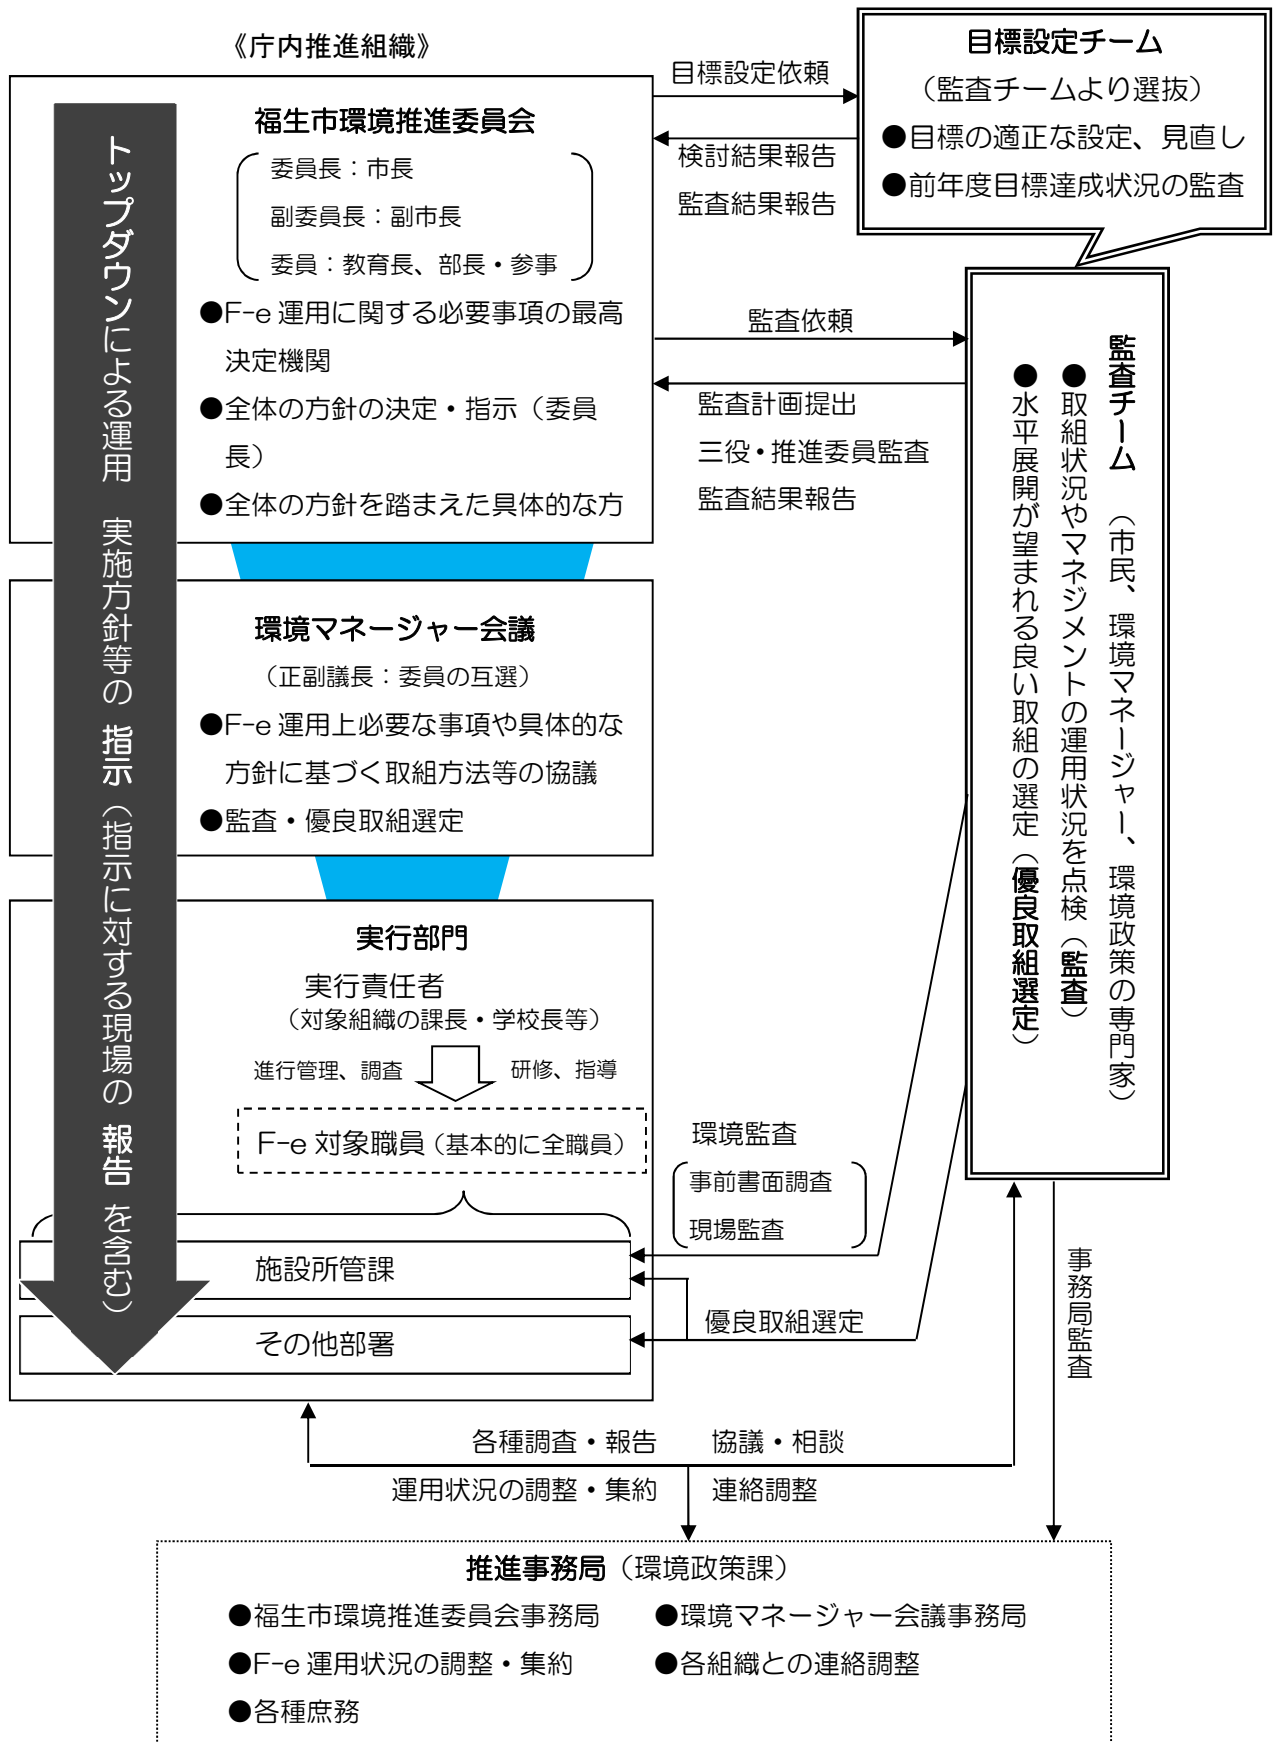 《庁内推進組織》
福生市環境推進委員会
委員長：市長
副委員長：副市長
委員：教育長、部長・参事
●F-e 運用に関する必要事項の最高
決定機関
●全体の方針の決定・指示（委員
長）
●全体の方針を踏まえた具体的な方
トップダウンによる運用　実施方針等の 指示（指示に対する現場の 報告 を含む）
目標設定依頼
検討結果報告
監査結果報告
目標設定チーム
（監査チームより選抜）
●目標の適正な設定、見直し
●前年度目標達成状況の監査
監査依頼
監査計画提出
三役・推進委員監査
監査結果報告
監査チーム　（市民、環境マネージャー、環境政策の専門家）
●取組状況やマネジメントの運用状況を点検（監査）
●水平展開が望まれる良い取組の選定（優良取組選定）
環境マネージャー会議
（正副議長：委員の互選）
●F-e 運用上必要な事項や具体的な
方針に基づく取組方法等の協議
●監査・優良取組選定
実行部門
実行責任者
（対象組織の課長・学校長等）
進行管理、調査
研修、指導
F-e 対象職員（基本的に全職員）
施設所管課
その他部署
環境監査
事前書面調査
現場監査
優良取組選定
事務局監査
各種調査・報告
協議・相談
運用状況の調整・集約
連絡調整
推進事務局（環境政策課）
●福生市環境推進委員会事務局
●環境マネージャー会議事務局
●F-e 運用状況の調整・集約
●各組織との連絡調整
●各種庶務